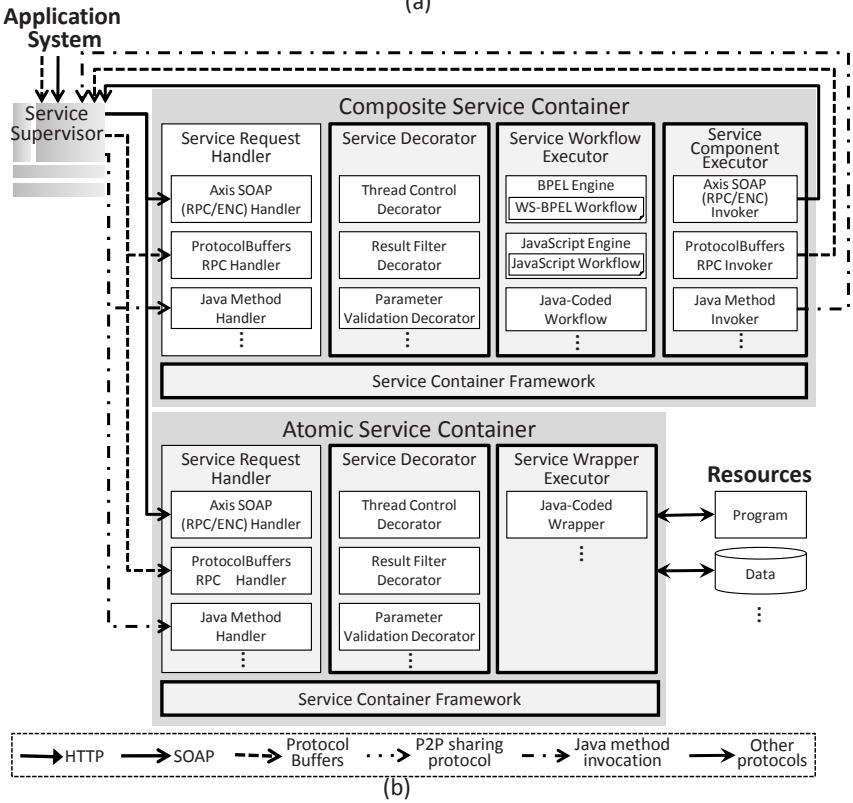 (a)
Application
System
Service
Supervisor
Composite Service Container
Service Request
Handler
Axis SOAP
(RPC/ENC) Handler
ProtocolBuffers
RPC Handler
Java Method
Handler
Service Decorator
Thread Control
Decorator
Result Filter
Decorator
Parameter
Validation Decorator
Service Workflow
Executor
BPEL Engine
WS-BPEL Workflow
JavaScript Engine
JavaScript Workflow
Java-Coded
Workflow
Service
Component
Executor
Axis SOAP
(RPC/ENC)
Invoker
ProtocolBuffers
RPC Invoker
Java Method
Invoker
Service Container Framework
Atomic Service Container
Service Request
Handler
Axis SOAP
(RPC/ENC) Handler
ProtocolBuffers
RPC Handler
Java Method
Handler
Service Decorator
Thread Control
Decorator
Result Filter
Decorator
Parameter
Validation Decorator
Service Wrapper
Executor
Java-Coded
Wrapper
Resources
Program
Data
Service Container Framework
HTTP
SOAP
Protocol
Buffers
P2P sharing
protocol
Java method
invocation
Other
protocols
(b)